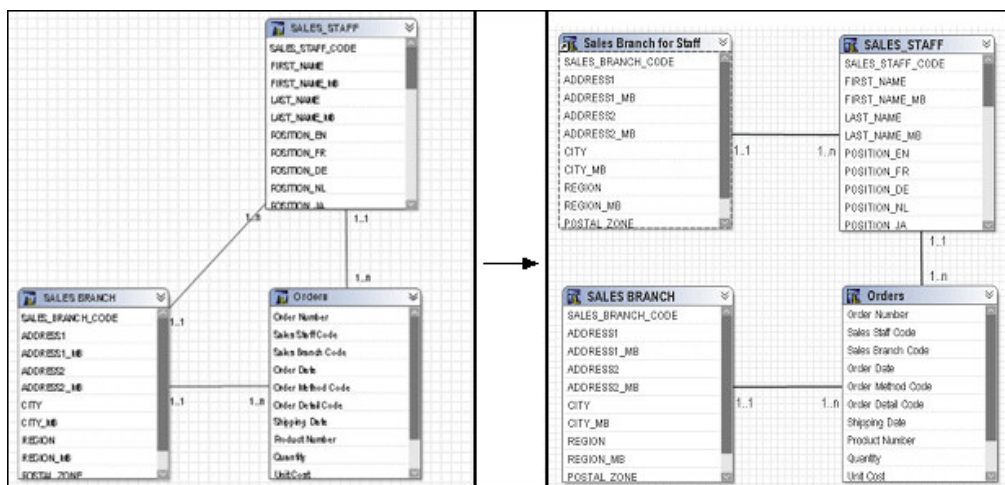 SALES_STAFF
SALES_STAFF_CODE
FIRST_NAME
FIRST_NAME_MB
LAST_NAME
LAST_NAME_MB
POSITION_EN
POSITION_FR
POSITION_DE
POSITION_NL
POSITION_JA
1..n
1..1
1..n
SALES BRANCH
SALES_BRANCH_CODE
ADDRESS1
ADDRESS1_MB
ADDRESS2
ADDRESS2_MB
CITY
CITY_MB
REGION
REGION_MB
POSTAL_ZONE
1..1
1..1
1..n
Orders
Order Number
Sales Staff Code
Sales Branch Code
Order Date
Order Method Code
Order Detail Code
Shipping Date
Product Number
Quantity
Unit Cost
Sales Branch for Staff
SALES_BRANCH_CODE
ADDRESS1
ADDRESS1_MB
ADDRESS2
ADDRESS2_MB
CITY
CITY_MB
REGION
REGION_MB
POSTAL_ZONE
1..1
1..n
SALES_STAFF
SALES_STAFF_CODE
FIRST_NAME
FIRST_NAME_MB
LAST_NAME
LAST_NAME_MB
POSITION_EN
POSITION_FR
POSITION_DE
POSITION_NL
POSITION_JA
1..1
1..n
SALES BRANCH
SALES_BRANCH_CODE
ADDRESS1
ADDRESS1_MB
ADDRESS2
ADDRESS2_MB
CITY
CITY_MB
REGION
REGION_MB
POSTAL_ZONE
1..1
1..n
Orders
Order Number
Sales Staff Code
Sales Branch Code
Order Date
Order Method Code
Order Detail Code
Shipping Date
Product Number
Quantity
Unit Cost